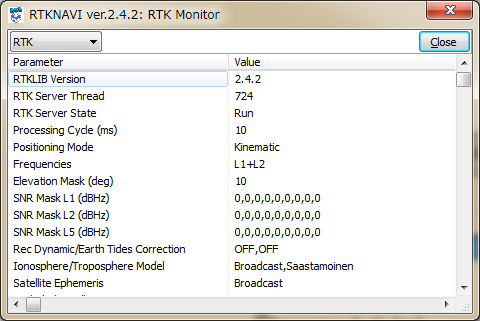 RTKNAVI ver.2.4.2: RTK Monitor
RTK Close
Parameter Value
RTKLIB Version 2.4.2
RTK Server Thread 724
RTK Server State Run
Processing Cycle (ms) 10
Positioning Mode Kinematic
Frequencies L1+L2
Elevation Mask (deg) 10
SNR Mask L1 (dBHz) 0,0,0,0,0,0,0,0,0
SNR Mask L2 (dBHz) 0,0,0,0,0,0,0,0,0
SNR Mask L5 (dBHz) 0,0,0,0,0,0,0,0,0
Rec Dynamic/Earth Tides Correction OFF,OFF
Ionosphere/Troposphere Model Broadcast,Saastamoinen
Satellite Ephemeris Broadcast